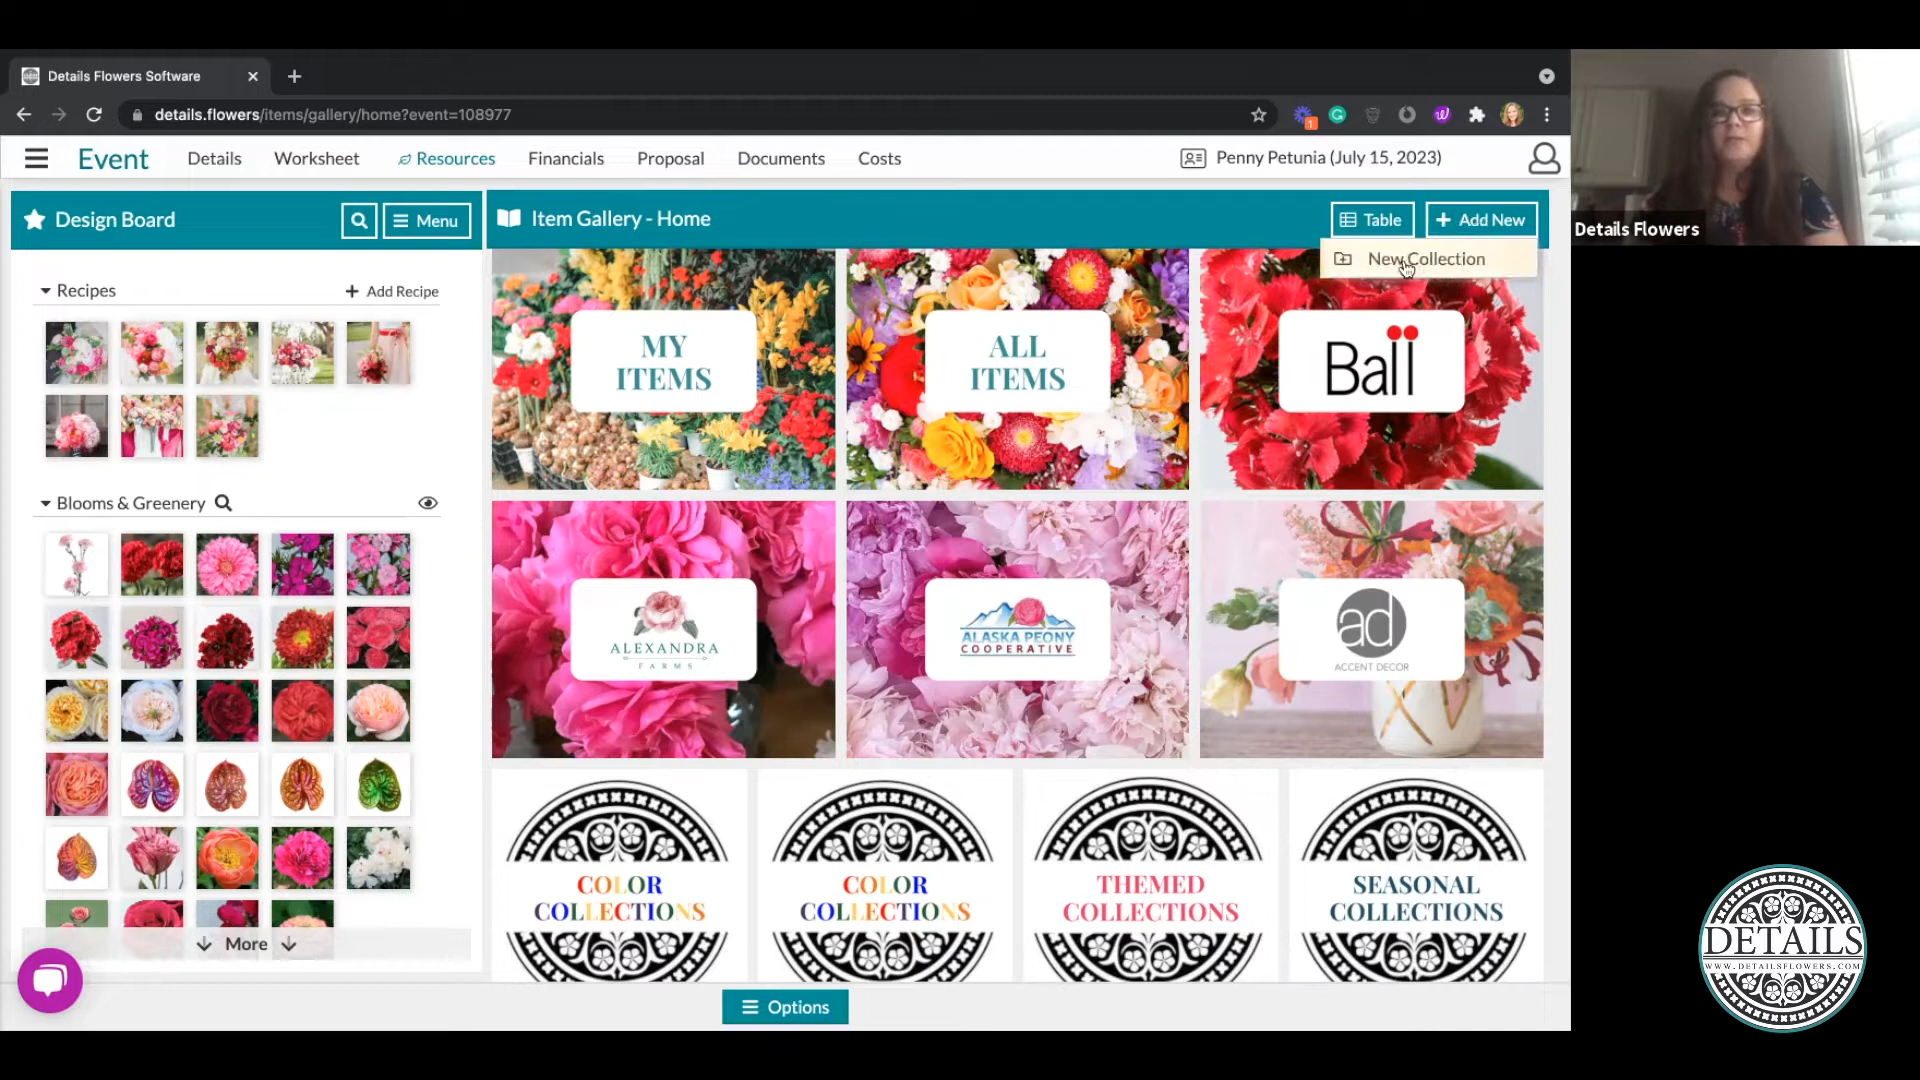 Details Flowers Software
details.flowers/items/gallery/home?event=108977
1
Event
Details
Worksheet
Resources
Financials
Proposal
Documents
Costs
Penny Petunia (July 15, 2023)
Details Flowers
Design Board
Menu
Item Gallery - Home
Table
Add New
New Collection
Recipes
Add Recipe
Blooms & Greenery
More
MY
ITEMS
ALL
ITEMS
Ball
ALEXANDRA
FARMS
ALASKA PEONY
COOPERATIVE
ad
ACCENT DECOR
COLOR
COLLECTIONS
COLOR
COLLECTIONS
THEMED
COLLECTIONS
SEASONAL
COLLECTIONS
Options
DETAILS
WWW.DETAILSFLOWERS.COM